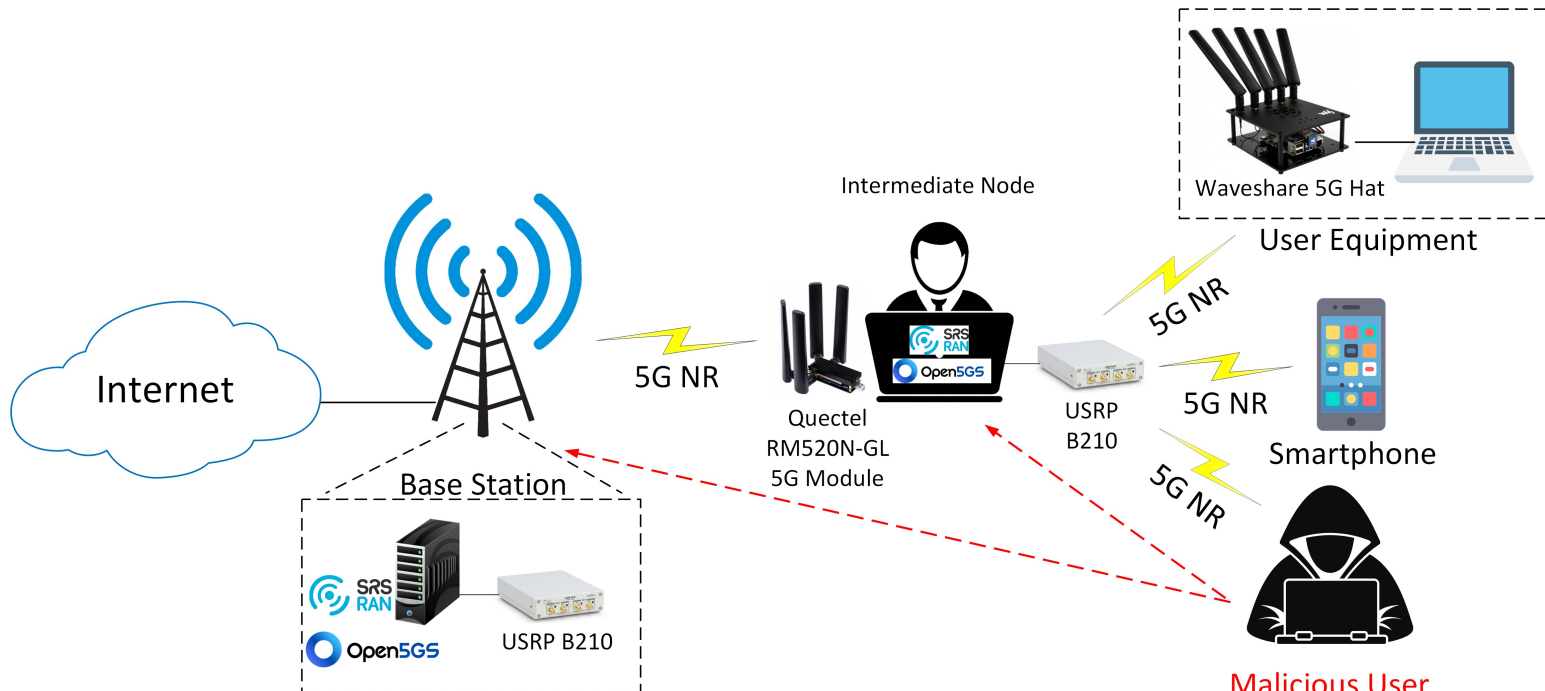 Intermediate Node
Waveshare 5G Hat
User Equipment
5G NR
Internet
5G NR
SRS
RAN
Open5GS
Quectel
RM520N-GL
5G Module
USRP
B210
5G NR
Smartphone
5G NR
Base Station
SRS
RAN
Open5GS
USRP B210
Malicious User